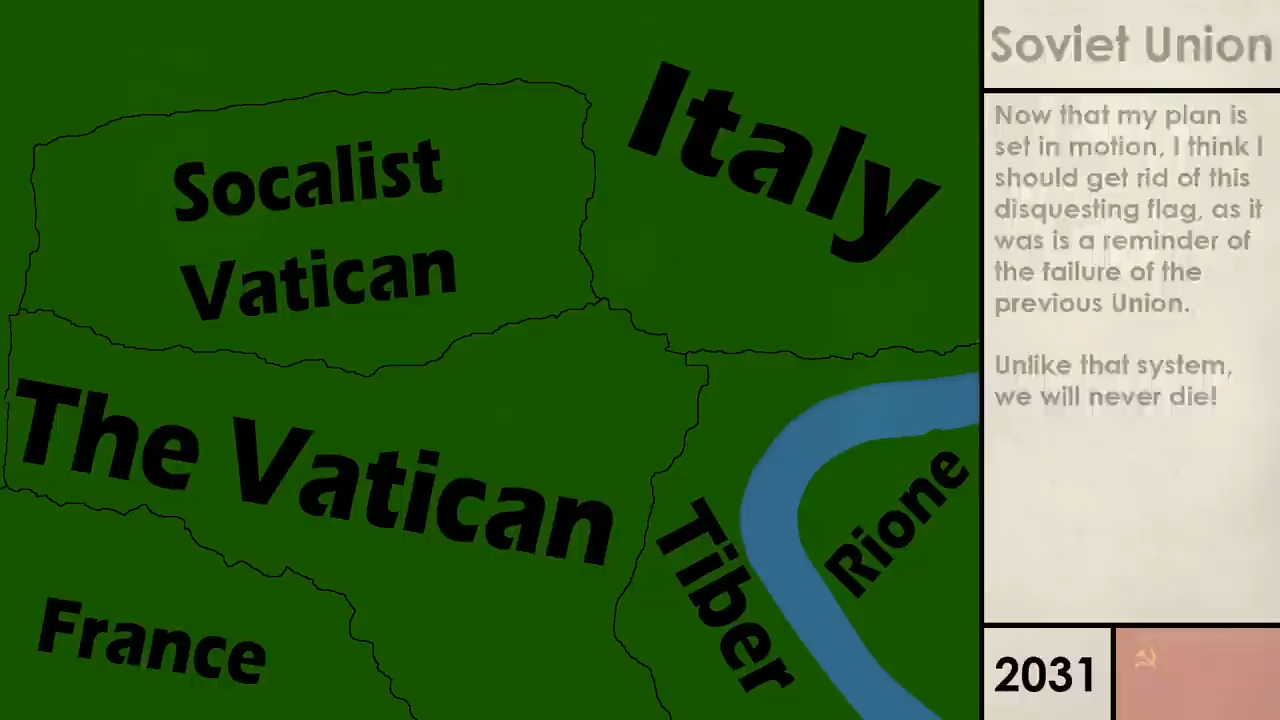 Socalist
Vatican
Italy
The Vatican
France
Tiber
Rione
Soviet Union
Now that my plan is
set in motion, I think I
should get rid of this
disquesting flag, as it
was is a reminder of
the failure of the
previous Union.
Unlike that system,
we will never die!
2031